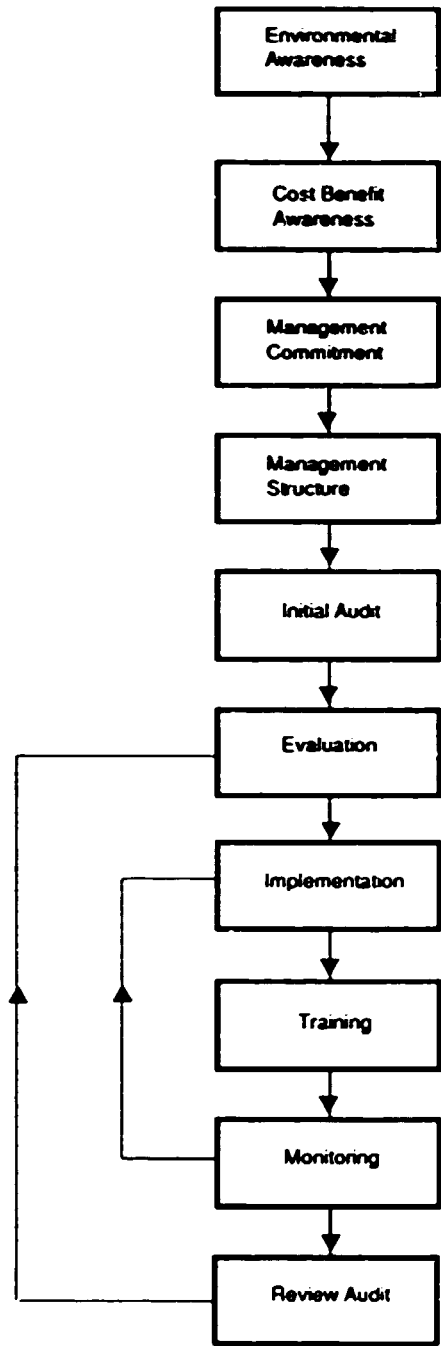 Environmental
Awareness
Cost Benefit
Awareness
Management
Commitment
Management
Structure
Initial Audit
Evaluation
Implementation
Training
Monitoring
Review Audit